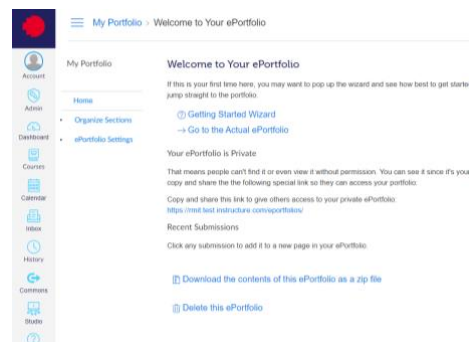 My Portfolio > Welcome to Your ePortfolio
Account
Admin
Dashboard
Courses
Calendar
Inbox
History
Commons
Studio
My Portfolio
Home
Organize Sections
ePortfolio Settings
Welcome to Your ePortfolio
If this is your first time here, you may want to pop up the wizard and see how best to get starte
jump straight to the portfolio.
Getting Started Wizard
→ Go to the Actual ePortfolio
Your ePortfolio is Private
That means people can't find it or even view it without permission. You can see it since it's your
copy and share the the following special link so they can access your portfolio:
Copy and share this link to give others access to your private ePortfolio:
https://rmit.test.instructure.com/eportfolios/
Recent Submissions
Click any submission to add it to a new page in your ePortfolio.
Download the contents of this ePortfolio as a zip file
Delete this ePortfolio